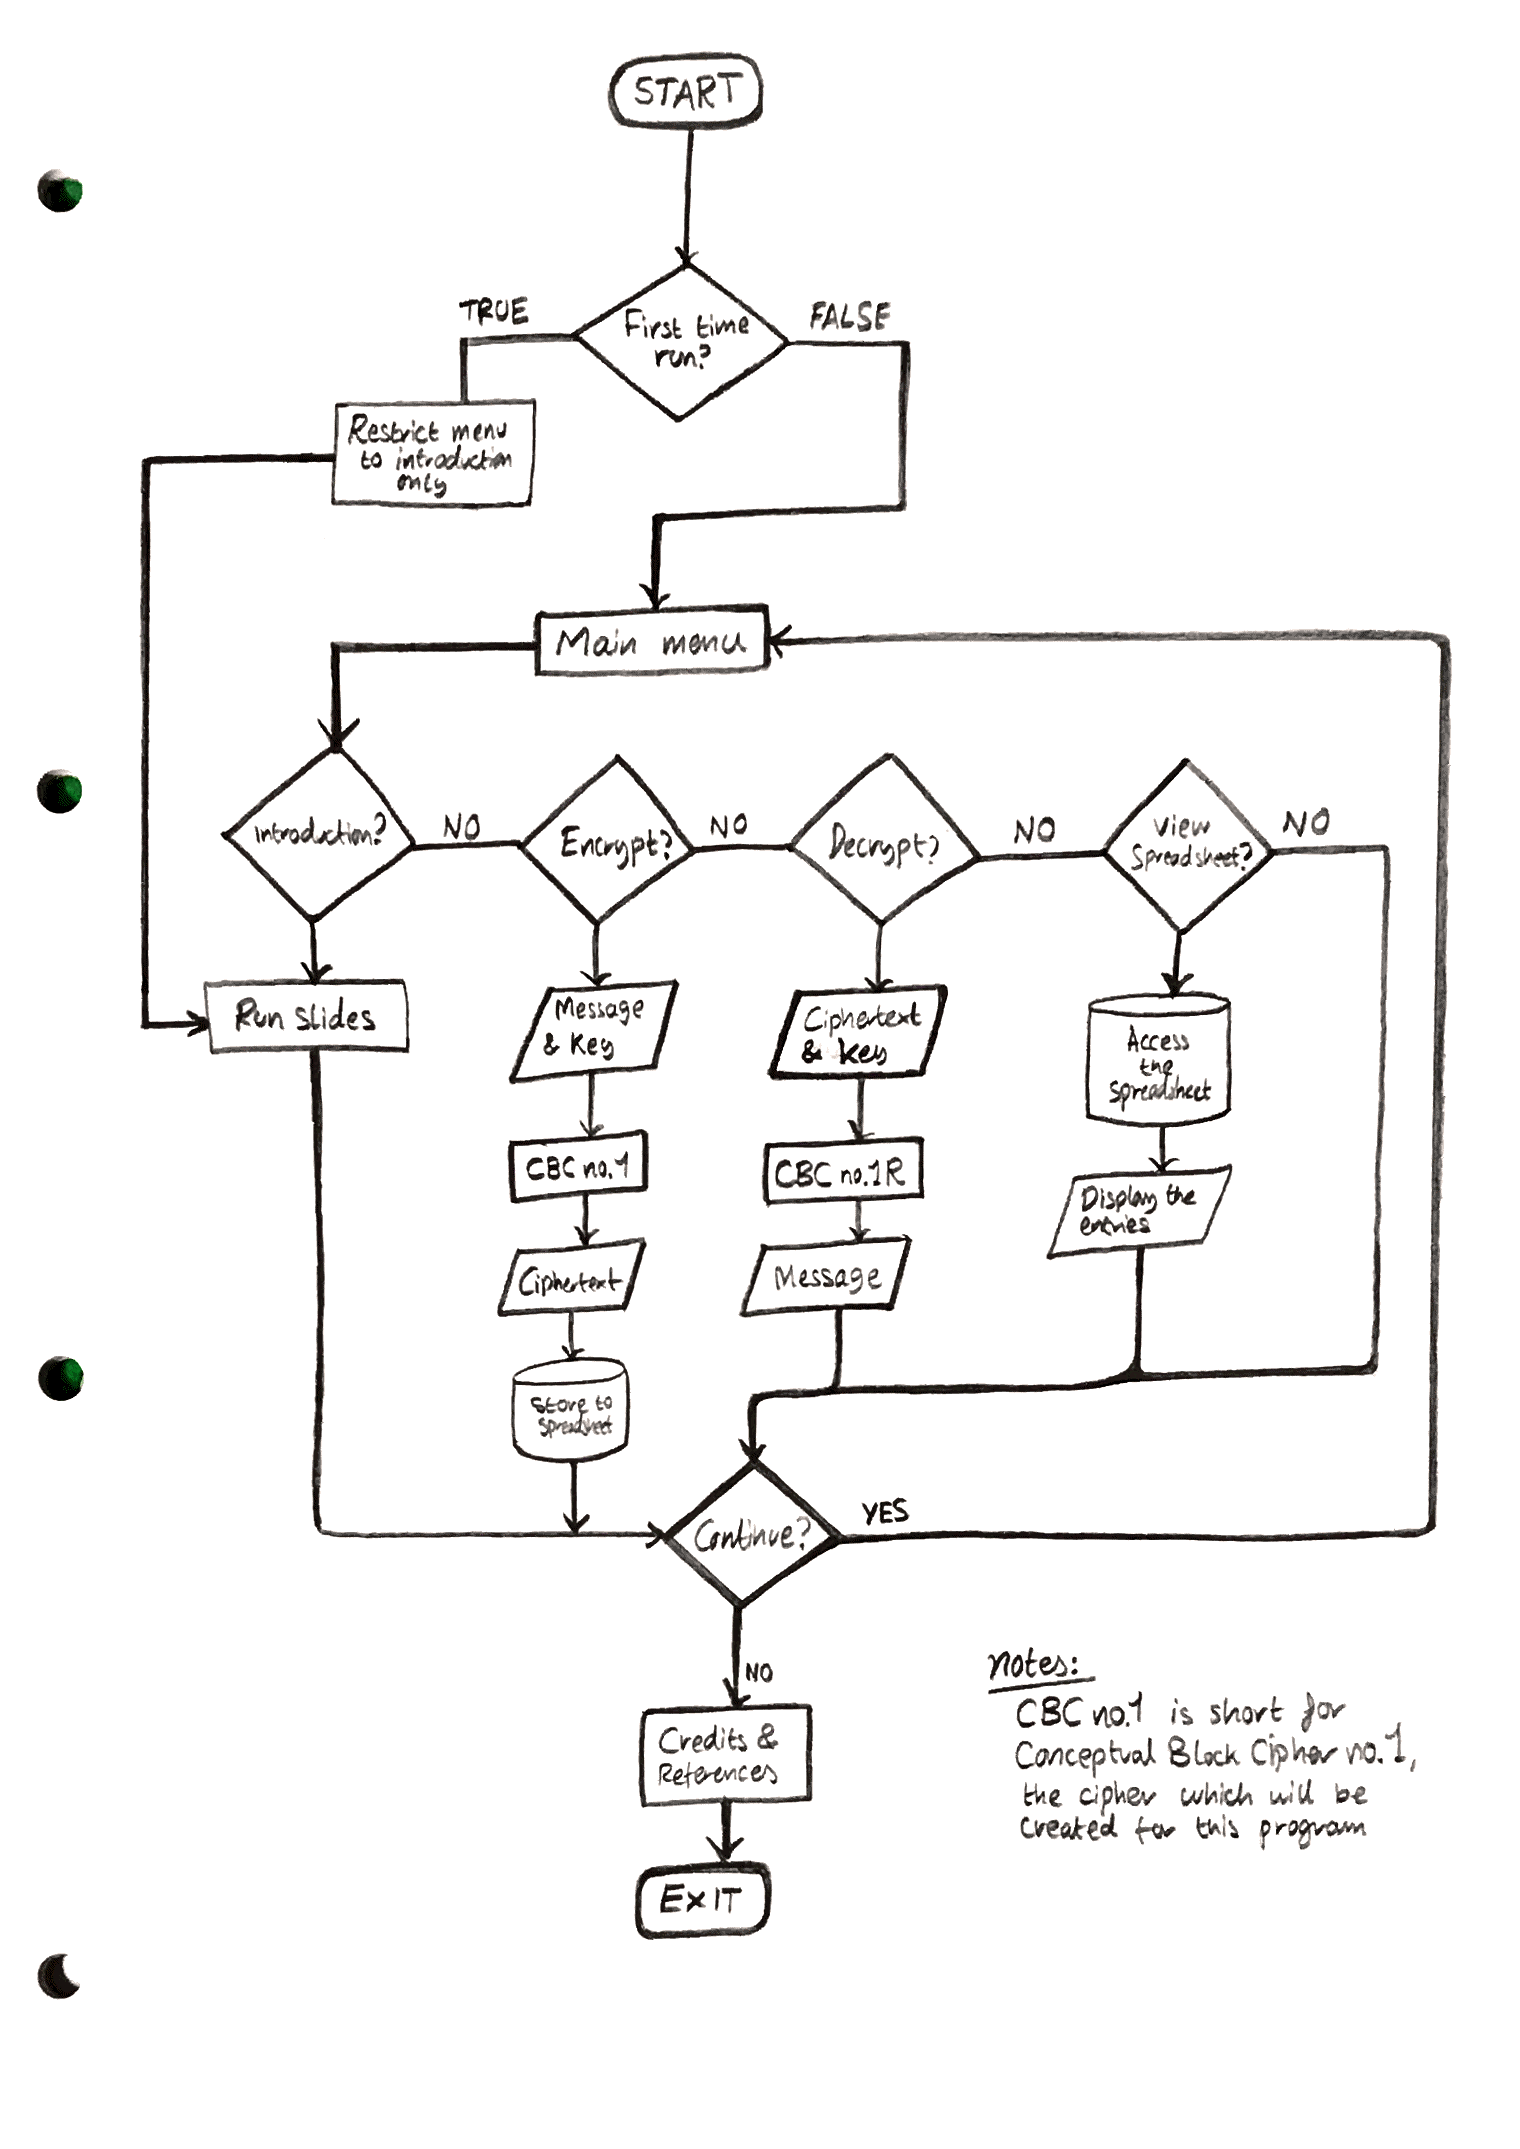 START
TRUE
FALSE
First time
run?
Restrict menu
to introduction
only
Main menu
Introduction?
NO
Encrypt?
NO
Decrypt?
NO
View
Spreadsheet?
NO
Run slides
Message
& Key
Ciphertext
& key
Access
the
spreadsheet
CBC no.1
CBC no.1R
Display the
entries
Ciphertext
Message
Store to
Spreadsheet
Continue?
YES
NO
Credits &
References
EXIT
notes:
CBC no.1 is short for
Conceptual Block Cipher no.1,
the cipher which will be
created for this program